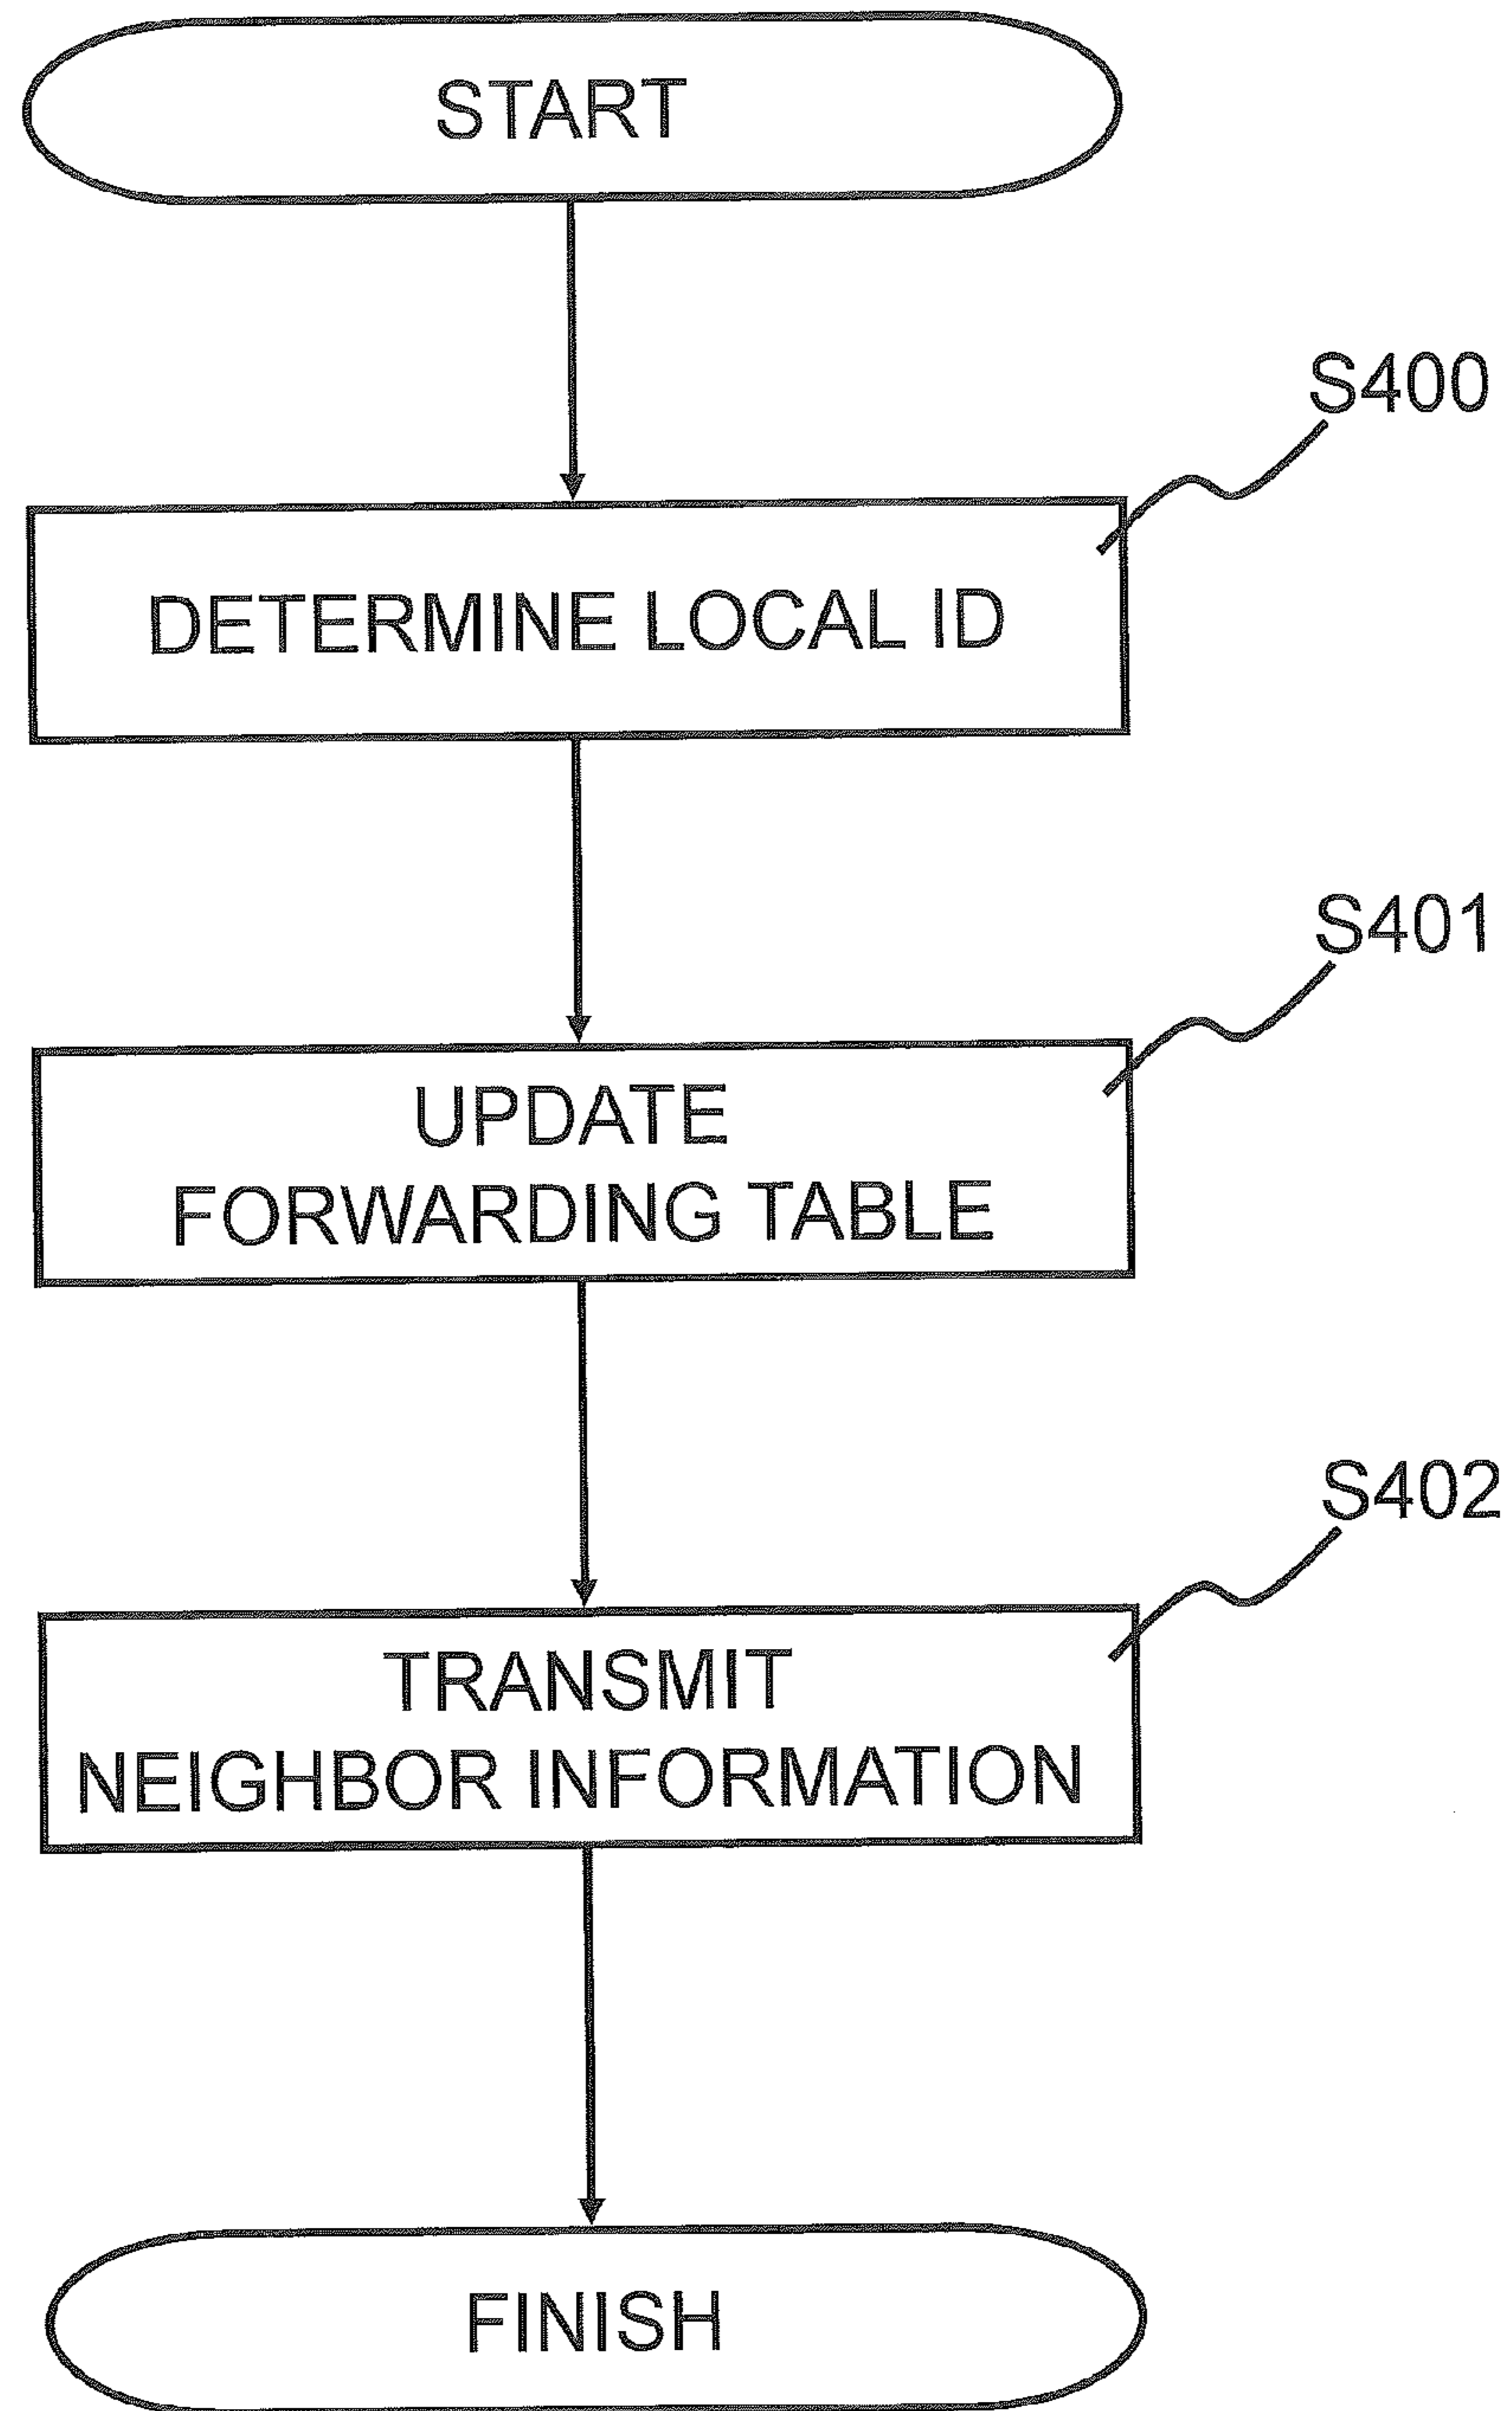 START
S400
DETERMINE LOCAL ID
S401
UPDATE
FORWARDING TABLE
S402
TRANSMIT
NEIGHBOR INFORMATION
FINISH